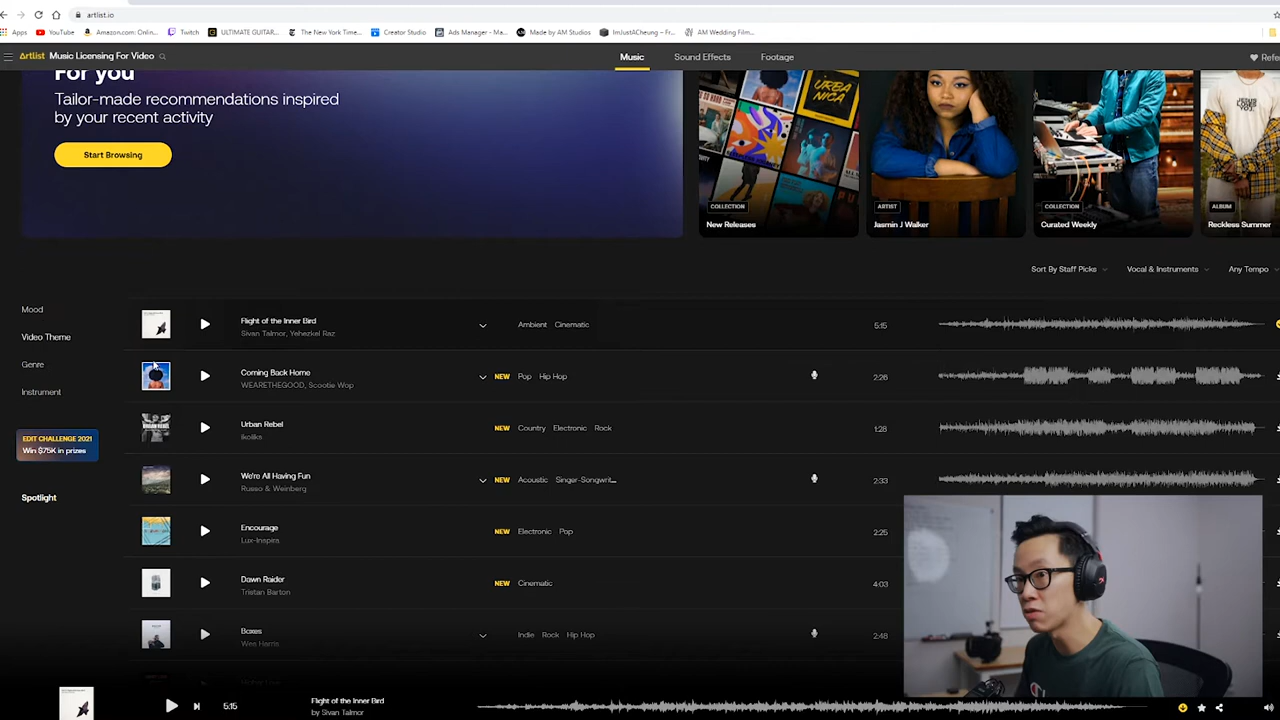 artlist.io
Apps YouTube Amazon.com: Onlin... Twitch ULTIMATE GUITAR... The New York Time... Creator Studio Ads Manager - Ma... Made by AM Studios ImJustACheung – Fr... AM Wedding Film...
Artlist Music Licensing For Video Music Sound Effects Footage Refe
For you
Tailor-made recommendations inspired
by your recent activity
Start Browsing
URBA
NICA
JESUS
COLLECTION
New Releases
ARTIST
Jasmin J Walker
COLLECTION
Curated Weekly
ALBUM
Reckless Summer
Sort By Staff Picks Vocal & Instruments Any Tempo
Mood
Video Theme
Genre
Instrument
EDIT CHALLENGE 2021
Win $75K in prizes
Spotlight
Flight of the Inner Bird
Sivan Talmor, Yehezkel Raz
Ambient Cinematic 5:15
Coming Back Home
WEARETHEGOOD, Scootie Wop
NEW Pop Hip Hop 2:26
Urban Rebel
ikoliks
NEW Country Electronic Rock 1:28
We're All Having Fun
Russo & Weinberg
NEW Acoustic Singer-Songwrit... 2:33
Encourage
Lux-Inspira
NEW Electronic Pop 2:25
Dawn Raider
Tristan Barton
NEW Cinematic 4:03
Boxes
Wes Harris
Indie Rock Hip Hop 2:48
5:15
Flight of the Inner Bird
by Sivan Talmor